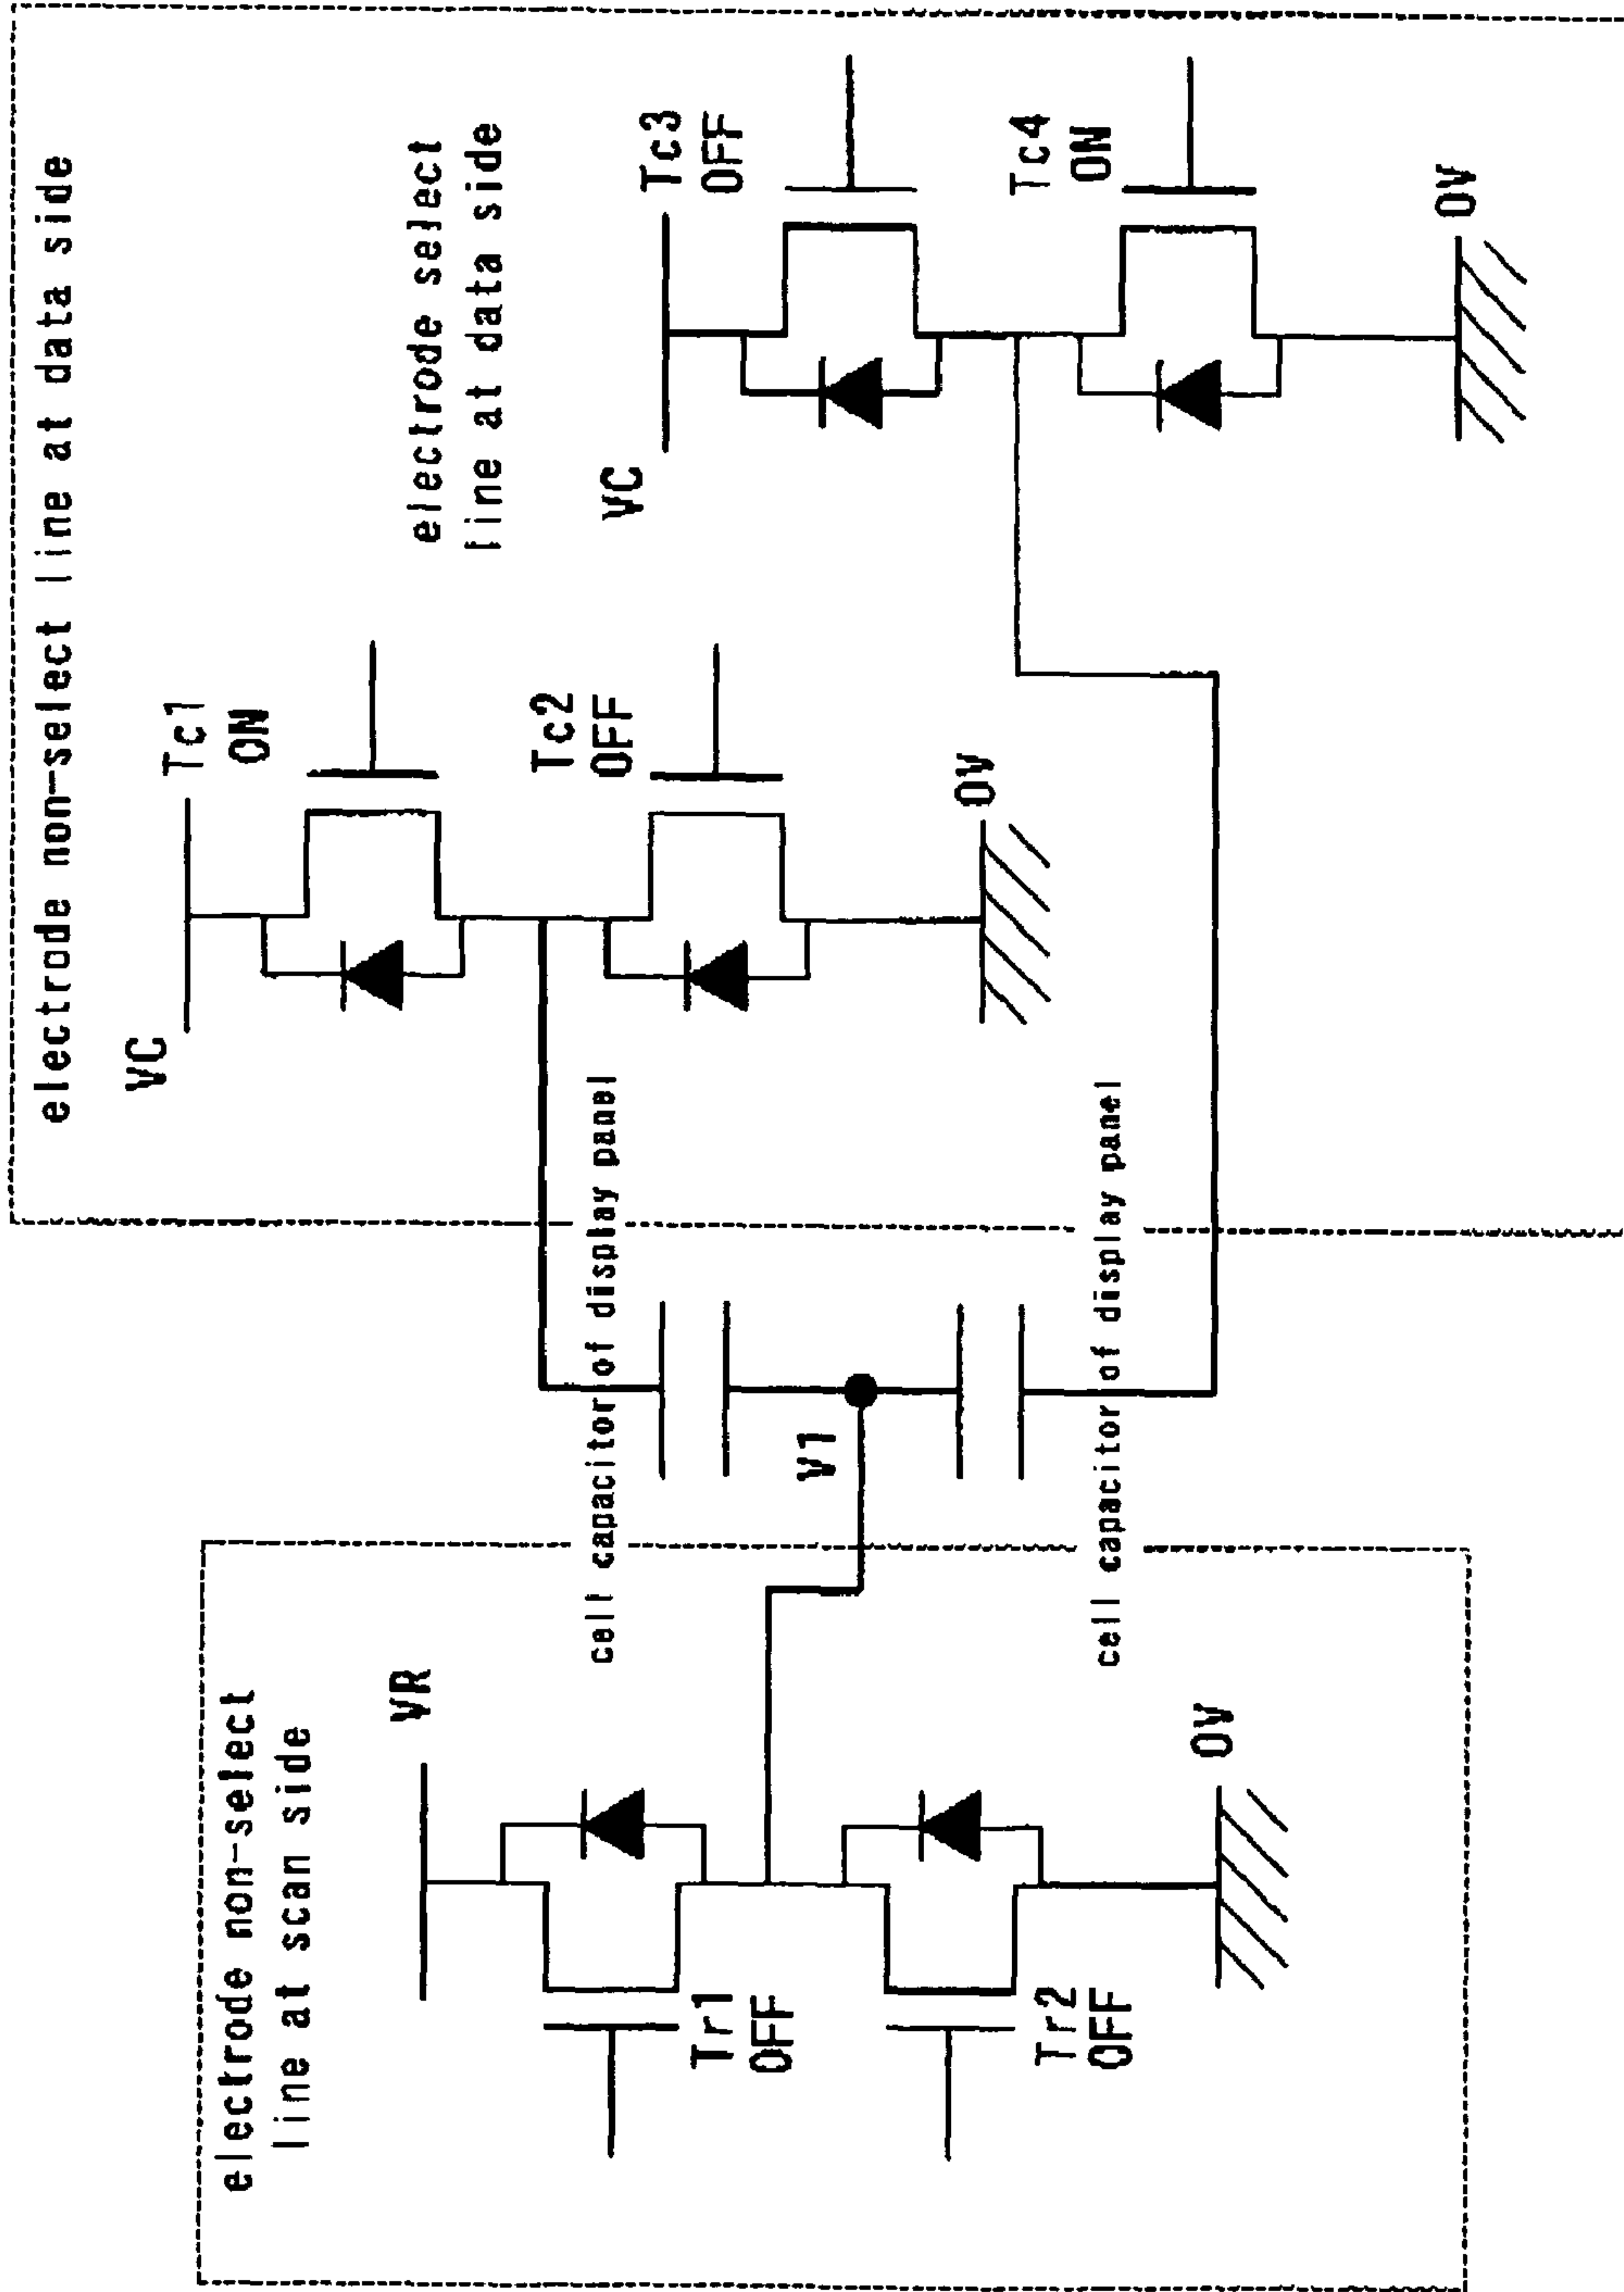 electrode non-select line at data side
VC
Tc1
ON
Tc2
OFF
0V
electrode select
line at data side
VC
Tc3
OFF
Tc4
ON
0V
cell capacitor of display panel
V1
cell capacitor of display panel
electrode non-select
line at scan side
VR
Tr1
OFF
Tr2
OFF
0V